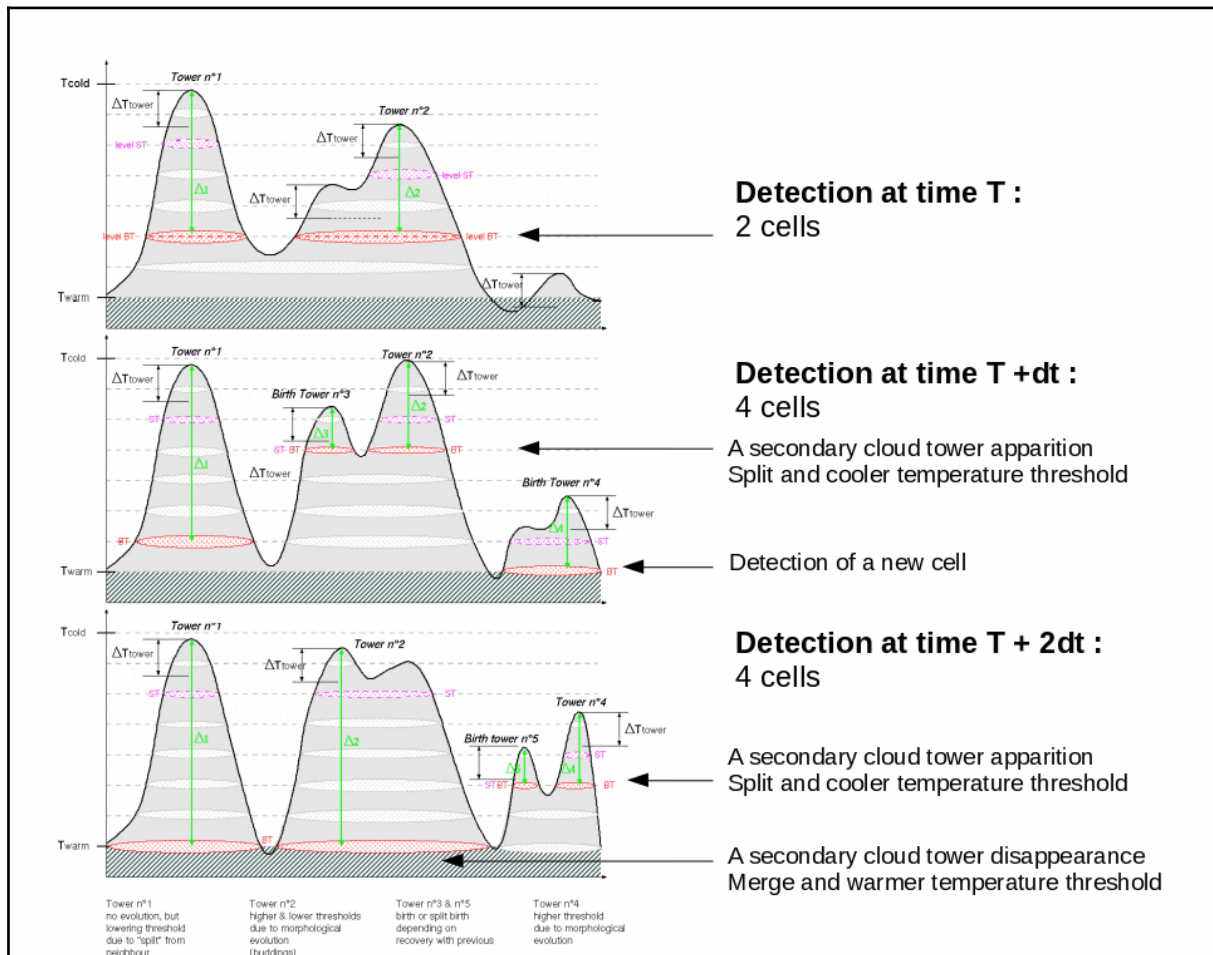 Tower n°1
Tcold
ΔTtower
Tower n°2
ΔTtower
level ST
level ST
Δ1
ΔTtower
Δ2
level BT
level BT
ΔTtower
Twarm
Detection at time T :
2 cells
Tower n°1
Tower n°2
Tcold
ΔTtower
ΔTtower
Birth Tower n°3
Δ2
ST
ST
Δ3
ST BT
BT
Δ1
ΔTtower
Birth Tower n°4
ΔTtower
Δ4
BT
ST
Twarm
BT
Detection at time T +dt :
4 cells
A secondary cloud tower apparition
Split and cooler temperature threshold
Detection of a new cell
Tower n°1
Tcold
Tower n°2
ΔTtower
ΔTtower
ST
ST
Tower n°4
ΔTtower
Birth tower n°5
Δ1
Δ2
ST
Δ5
Δ4
ST BT
BT
BT
Twarm
Detection at time T + 2dt :
4 cells
A secondary cloud tower apparition
Split and cooler temperature threshold
A secondary cloud tower disappearance
Merge and warmer temperature threshold
Tower n°1
no evolution, but
lowering threshold
due to "split" from
neighbour
Tower n°2
higher & lower thresholds
due to morphological
evolution
(buddings)
Tower n°3 & n°5
birth or split birth
depending on
recovery with previous
Tower n°4
higher threshold
due to morphological
evolution